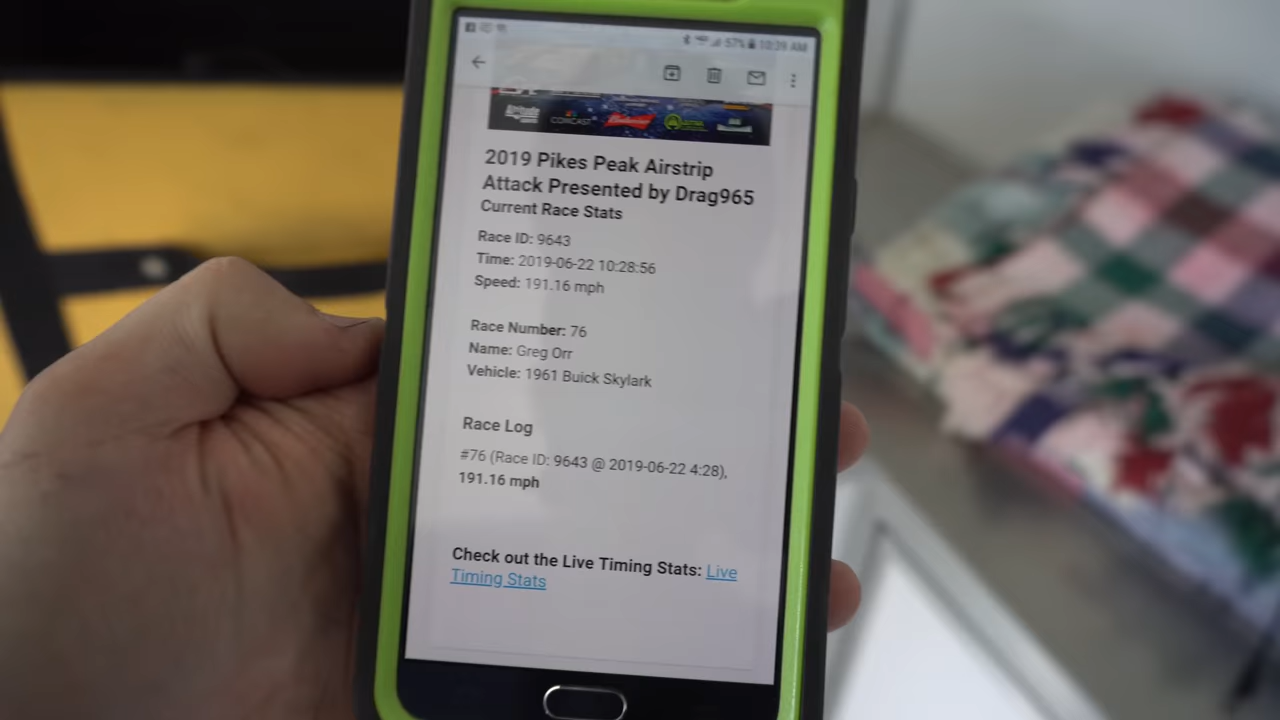 57% 10:39 AM
COMCAST Budweiser
2019 Pikes Peak Airstrip
Attack Presented by Drag965
Current Race Stats
Race ID: 9643
Time: 2019-06-22 10:28:56
Speed: 191.16 mph
Race Number: 76
Name: Greg Orr
Vehicle: 1961 Buick Skylark
Race Log
#76 (Race ID: 9643 @ 2019-06-22 4:28),
191.16 mph
Check out the Live Timing Stats: Live
Timing Stats